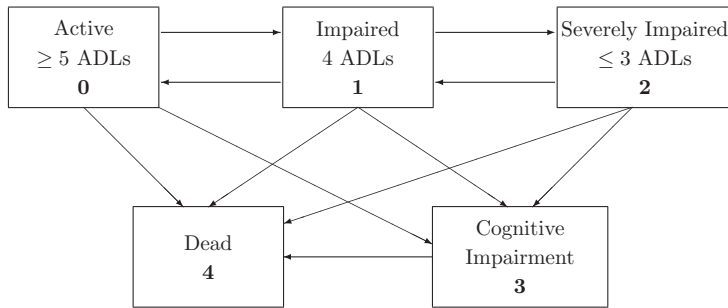 Active
≥ 5 ADLs
0
Impaired
4 ADLs
1
Severely Impaired
≤ 3 ADLs
2
Dead
4
Cognitive
Impairment
3